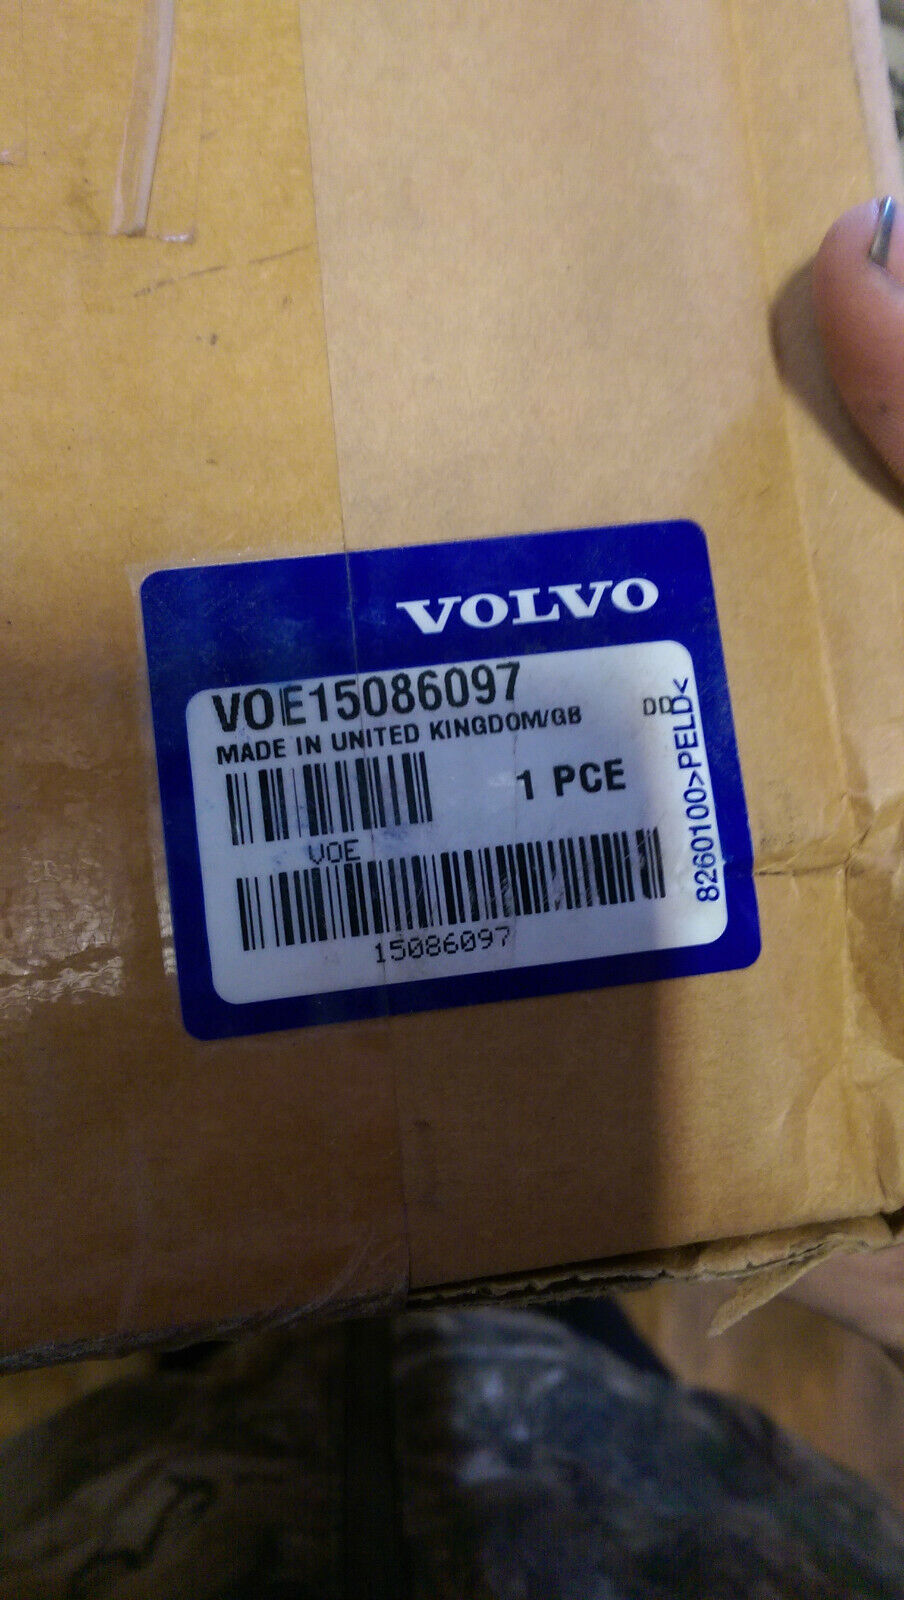 VOLVO
VOE15086097
MADE IN UNITED KINGDOM/GB
DD
1 PCE
VOE
15086097
8260100>PELD<